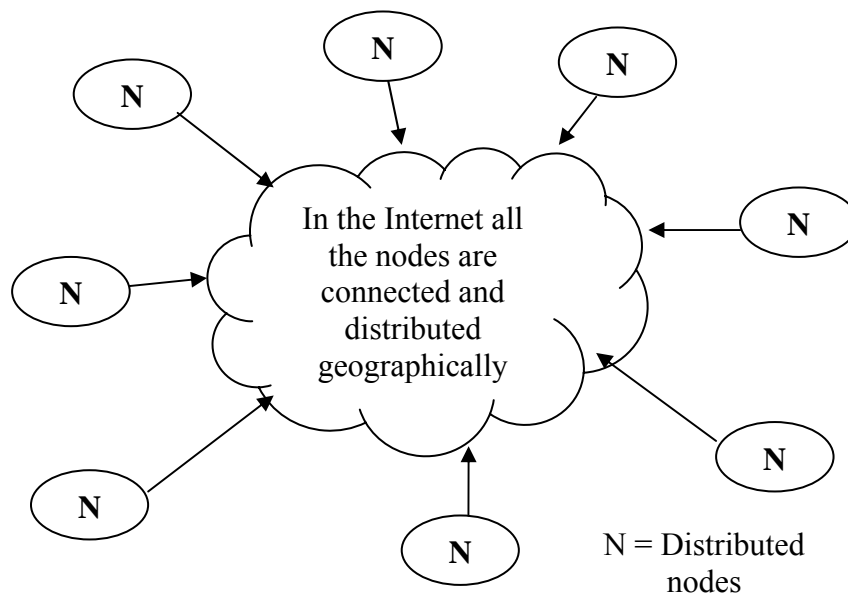 N
N
N
N
In the Internet all
the nodes are
connected and
distributed
geographically
N
N
N
N
N = Distributed
nodes